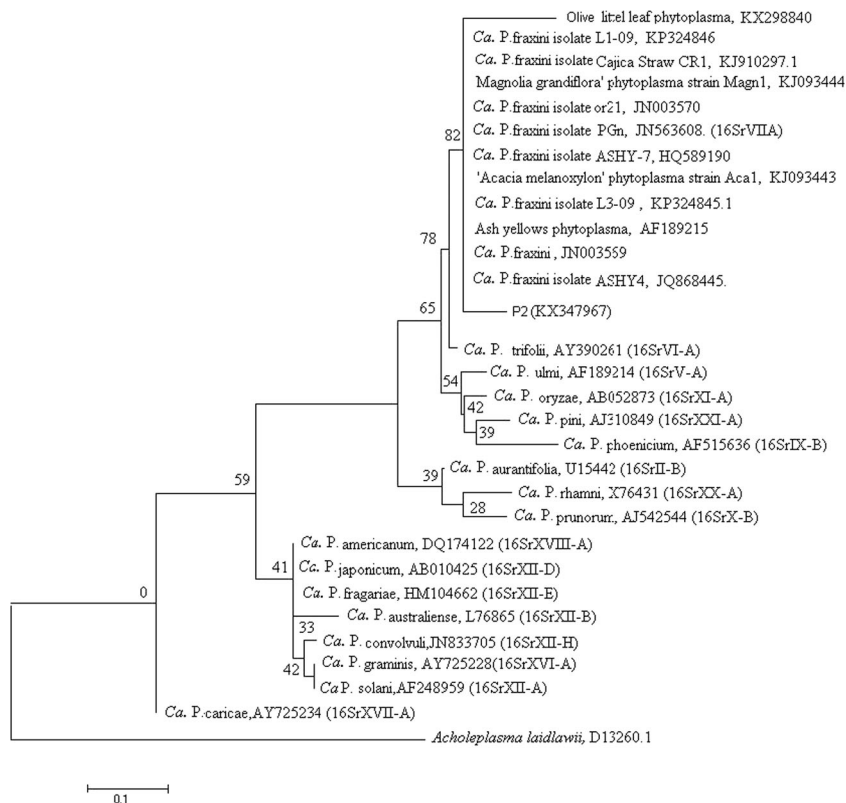 Olive littel leaf phytoplasma, KX298840
Ca. P.fraxini isolate L1-09, KP324846
Ca. P.fraxini isolate Cajica Straw CR1, KJ910297.1
Magnolia grandiflora' phytoplasma strain Magn1, KJ093444
Ca. P.fraxini isolate or21, JN003570
82
Ca. P.fraxini isolate PGn, JN563608. (16SrVIIA)
Ca. P.fraxini isolate ASHY-7, HQ589190
'Acacia melanoxylon' phytoplasma strain Aca1, KJ093443
Ca. P.fraxini isolate L3-09 , KP324845.1
Ash yellows phytoplasma, AF189215
78
Ca. P.fraxini , JN003569
Ca. P.fraxini isolate ASHY4, JQ868445.
65
P2(KX347967)
Ca. P. trifolii, AY390261 (16SrVI-A)
Ca. P. ulmi, AF189214 (16SrV-A)
54
Ca. P. oryzae, AB052873 (16SrXI-A)
42
Ca. P. pini, AJ310849 (16SrXXI-A)
39
Ca. P. phoenicium, AF515636 (16SrIX-B)
39
Ca. P. aurantifolia, U15442 (16SrII-B)
59
Ca. P. rhamni, X76431 (16SrXX-A)
28
Ca. P. prunorum, AJ542544 (16SrX-B)
Ca. P. americanum, DQ174122 (16SrXVIII-A)
41
Ca. P. japonicum, AB010425 (16SrXII-D)
0
Ca. P. fragariae, HM104662 (16SrXII-E)
Ca. P. australiense, L76865 (16SrXII-B)
33
Ca. P. convolvuli,JN833705 (16SrXII-H)
42
Ca. P. graminis, AY725228(16SrXVI-A)
Ca P. solani,AF248959 (16SrXII-A)
Ca. P. caricae,AY725234 (16SrXVII-A)
Acholeplasma laidlawii, D13260.1
0.1